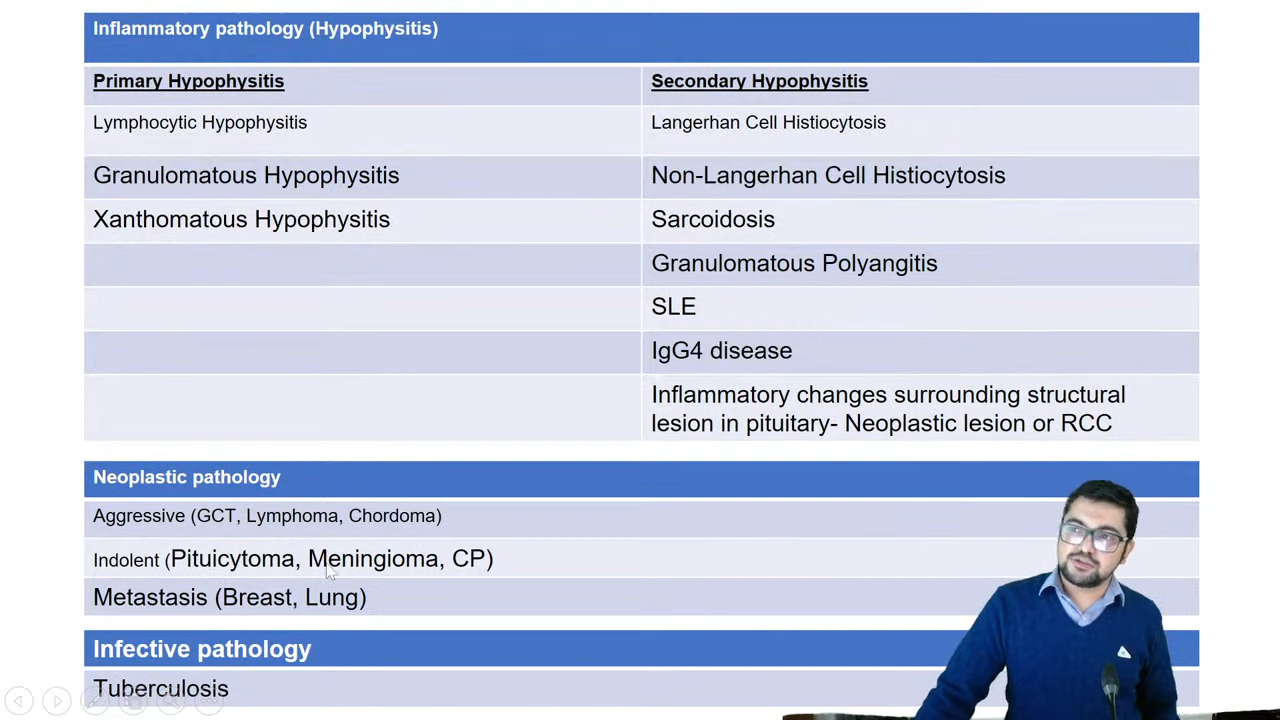 Inflammatory pathology (Hypophysitis)
Primary Hypophysitis
Secondary Hypophysitis
Lymphocytic Hypophysitis
Langerhan Cell Histiocytosis
Granulomatous Hypophysitis
Non-Langerhan Cell Histiocytosis
Xanthomatous Hypophysitis
Sarcoidosis
Granulomatous Polyangitis
SLE
IgG4 disease
Inflammatory changes surrounding structural
lesion in pituitary- Neoplastic lesion or RCC
Neoplastic pathology
Aggressive (GCT, Lymphoma, Chordoma)
Indolent (Pituicytoma, Meningioma, CP)
Metastasis (Breast, Lung)
Infective pathology
Tuberculosis